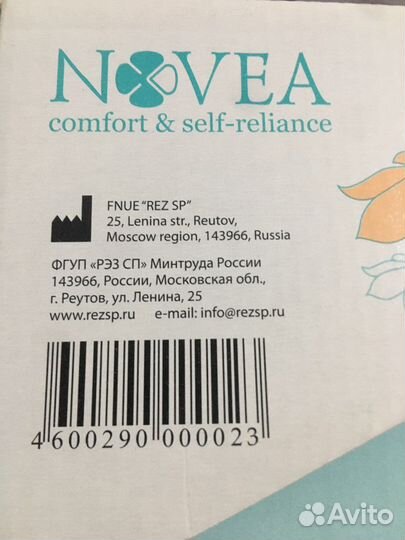 NOVEA
comfort & self-reliance
FNUE "REZ SP"
25, Lenina str., Reutov,
Moscow region, 143966, Russia
ФГУП «РЭЗ СП» Минтруда России
143966, России, Московская обл.,
г. Реутов, ул. Ленина, 25
www.rezsp.ru e-mail: info@rezsp.ru
4 600290 000023
Avito